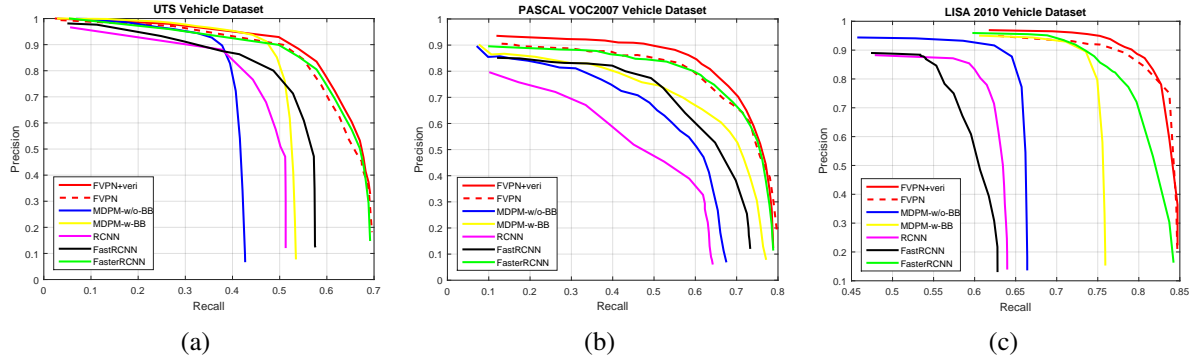 UTS Vehicle Dataset
1
0.9
0.8
0.7
0.6
0.5
0.4
0.3
0.2
0.1
0
Precision
FVPN+veri
FVPN
MDPM-w/o-BB
MDPM-w-BB
RCNN
FastRCNN
FasterRCNN
0 0.1 0.2 0.3 0.4 0.5 0.6 0.7
Recall
(a)
PASCAL VOC2007 Vehicle Dataset
1
0.9
0.8
0.7
0.6
0.5
0.4
0.3
0.2
0.1
0
Precision
FVPN+veri
FVPN
MDPM-w/o-BB
MDPM-w-BB
RCNN
FastRCNN
FasterRCNN
0 0.1 0.2 0.3 0.4 0.5 0.6 0.7 0.8
Recall
(b)
LISA 2010 Vehicle Dataset
1
0.9
0.8
0.7
0.6
0.5
0.4
0.3
0.2
0.1
Precision
FVPN+veri
FVPN
MDPM-w/o-BB
MDPM-w-BB
RCNN
FastRCNN
FasterRCNN
0.45 0.5 0.55 0.6 0.65 0.7 0.75 0.8 0.85
Recall
(c)